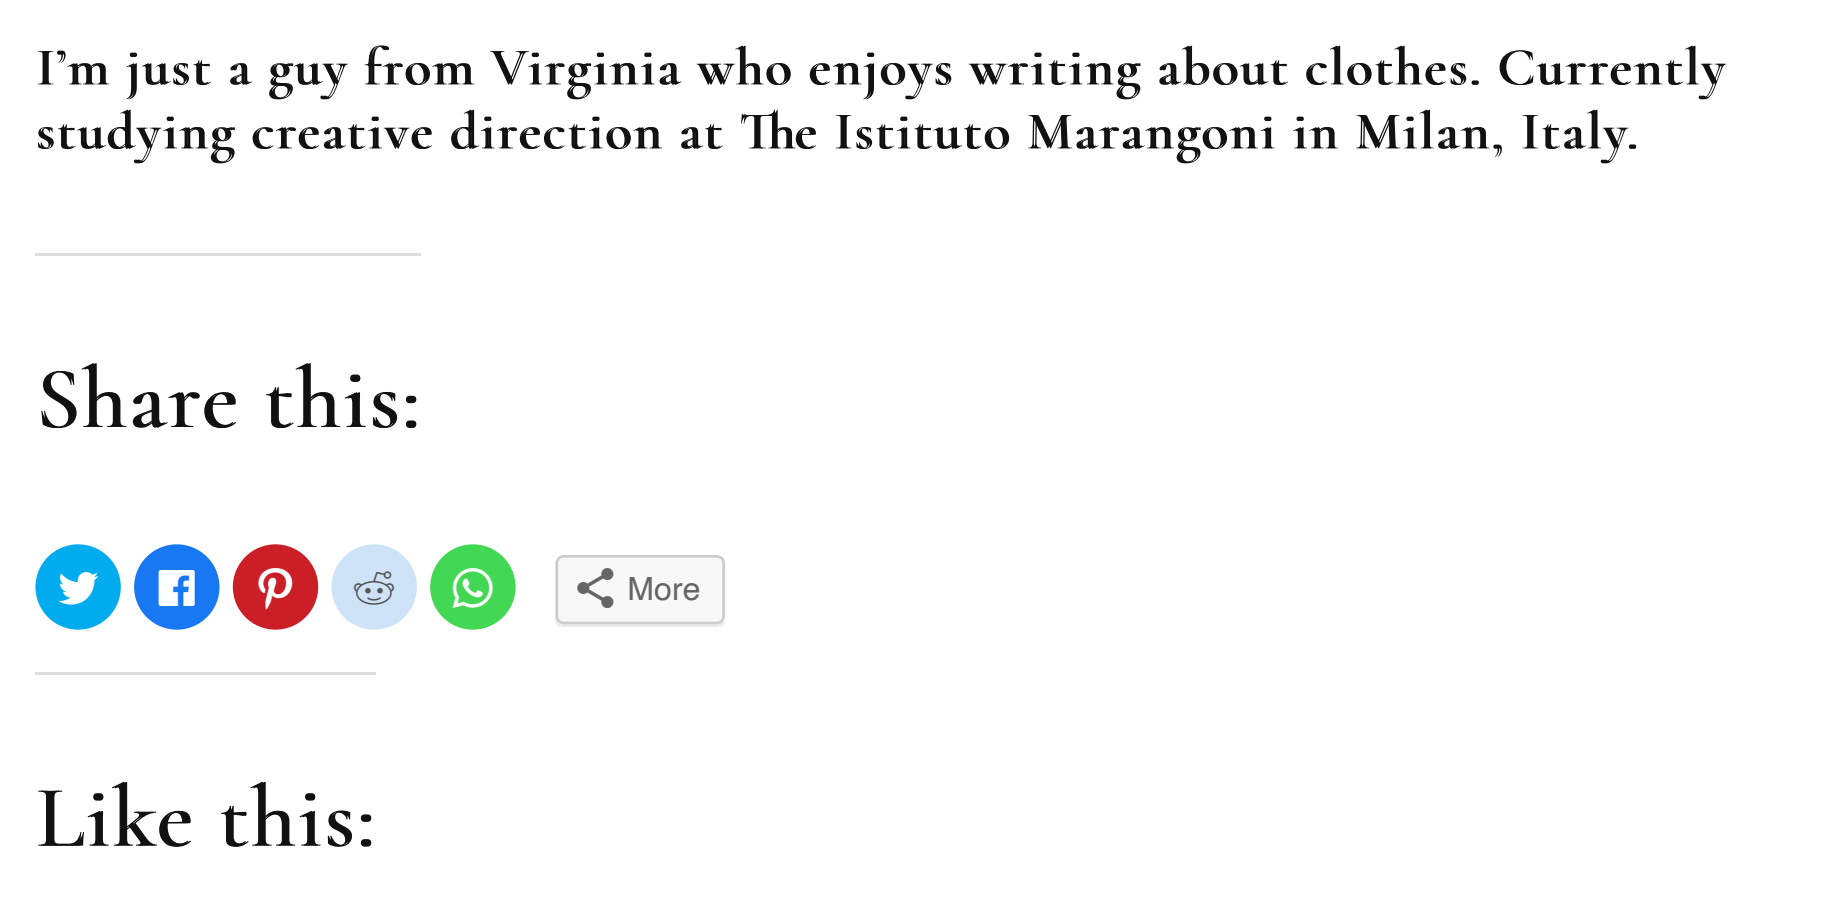 I’m just a guy from Virginia who enjoys writing about clothes. Currently
studying creative direction at The Istituto Marangoni in Milan, Italy.
Share this:
More
Like this: